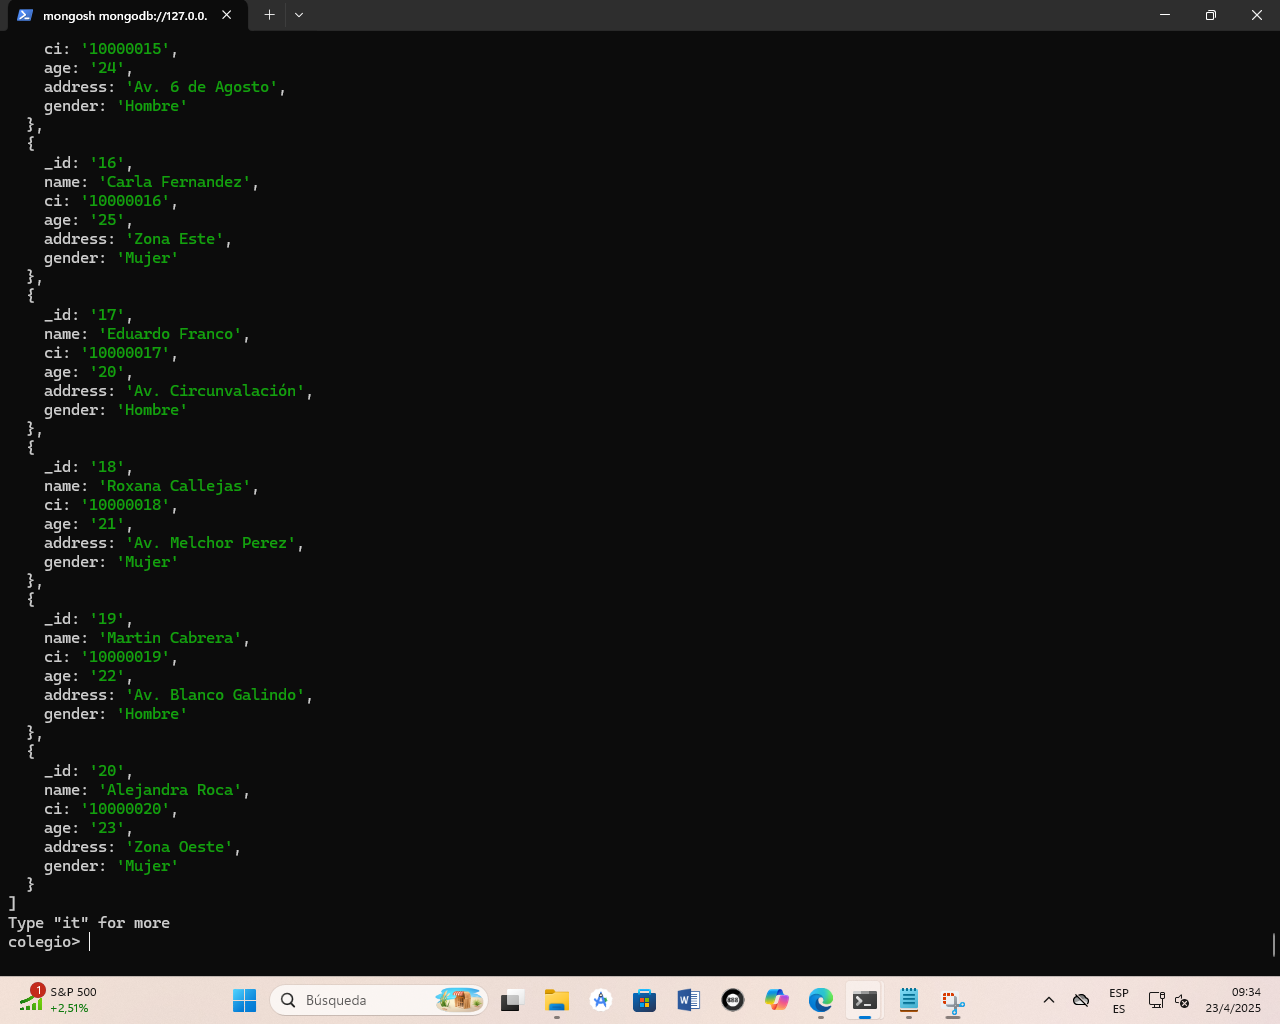 mongosh mongodb://127.0.0.
ci: '10000015',
age: '24',
address: 'Av. 6 de Agosto',
gender: 'Hombre'
},
{
_id: '16',
name: 'Carla Fernandez',
ci: '10000016',
age: '25',
address: 'Zona Este',
gender: 'Mujer'
},
{
_id: '17',
name: 'Eduardo Franco',
ci: '10000017',
age: '20',
address: 'Av. Circunvalación',
gender: 'Hombre'
},
{
_id: '18',
name: 'Roxana Callejas',
ci: '10000018',
age: '21',
address: 'Av. Melchor Perez',
gender: 'Mujer'
},
{
_id: '19',
name: 'Martin Cabrera',
ci: '10000019',
age: '22',
address: 'Av. Blanco Galindo',
gender: 'Hombre'
},
{
_id: '20',
name: 'Alejandra Roca',
ci: '10000020',
age: '23',
address: 'Zona Oeste',
gender: 'Mujer'
}
]
Type "it" for more
colegio>
1
S&P 500
+2,51%
Búsqueda
ESP
ES
09:34
23/4/2025